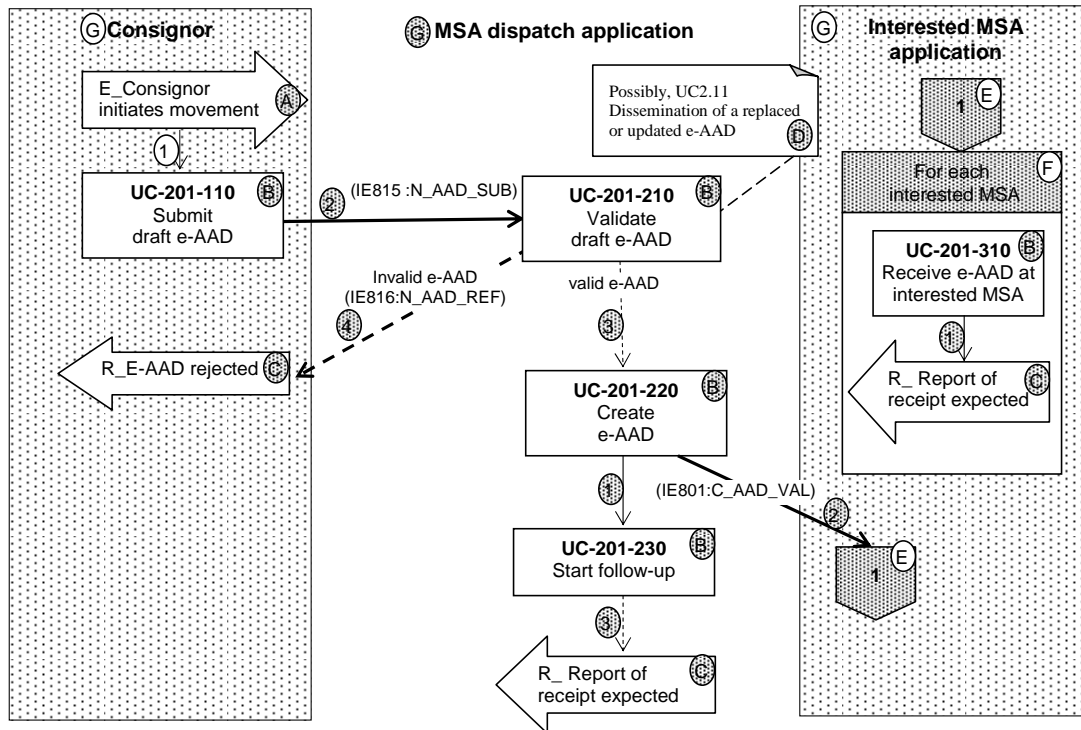 G Consignor
E_Consignor
initiates movement
A
1
UC-201-110
B
Submit
draft e-AAD
2
(IE815 :N_AAD_SUB)
Invalid e-AAD
(IE816:N_AAD_REF)
4
R_E-AAD rejected
C
G MSA dispatch application
Possibly, UC2.11
Dissemination of a replaced
or updated e-AAD
D
UC-201-210
B
Validate
draft e-AAD
valid e-AAD
3
UC-201-220
B
Create
e-AAD
1
(IE801:C_AAD_VAL)
2
UC-201-230
B
Start follow-up
3
R_ Report of
receipt expected
C
G Interested MSA
application
E
1
For each
interested MSA
F
UC-201-310
B
Receive e-AAD at
interested MSA
1
R_ Report of
receipt expected
C
E
1